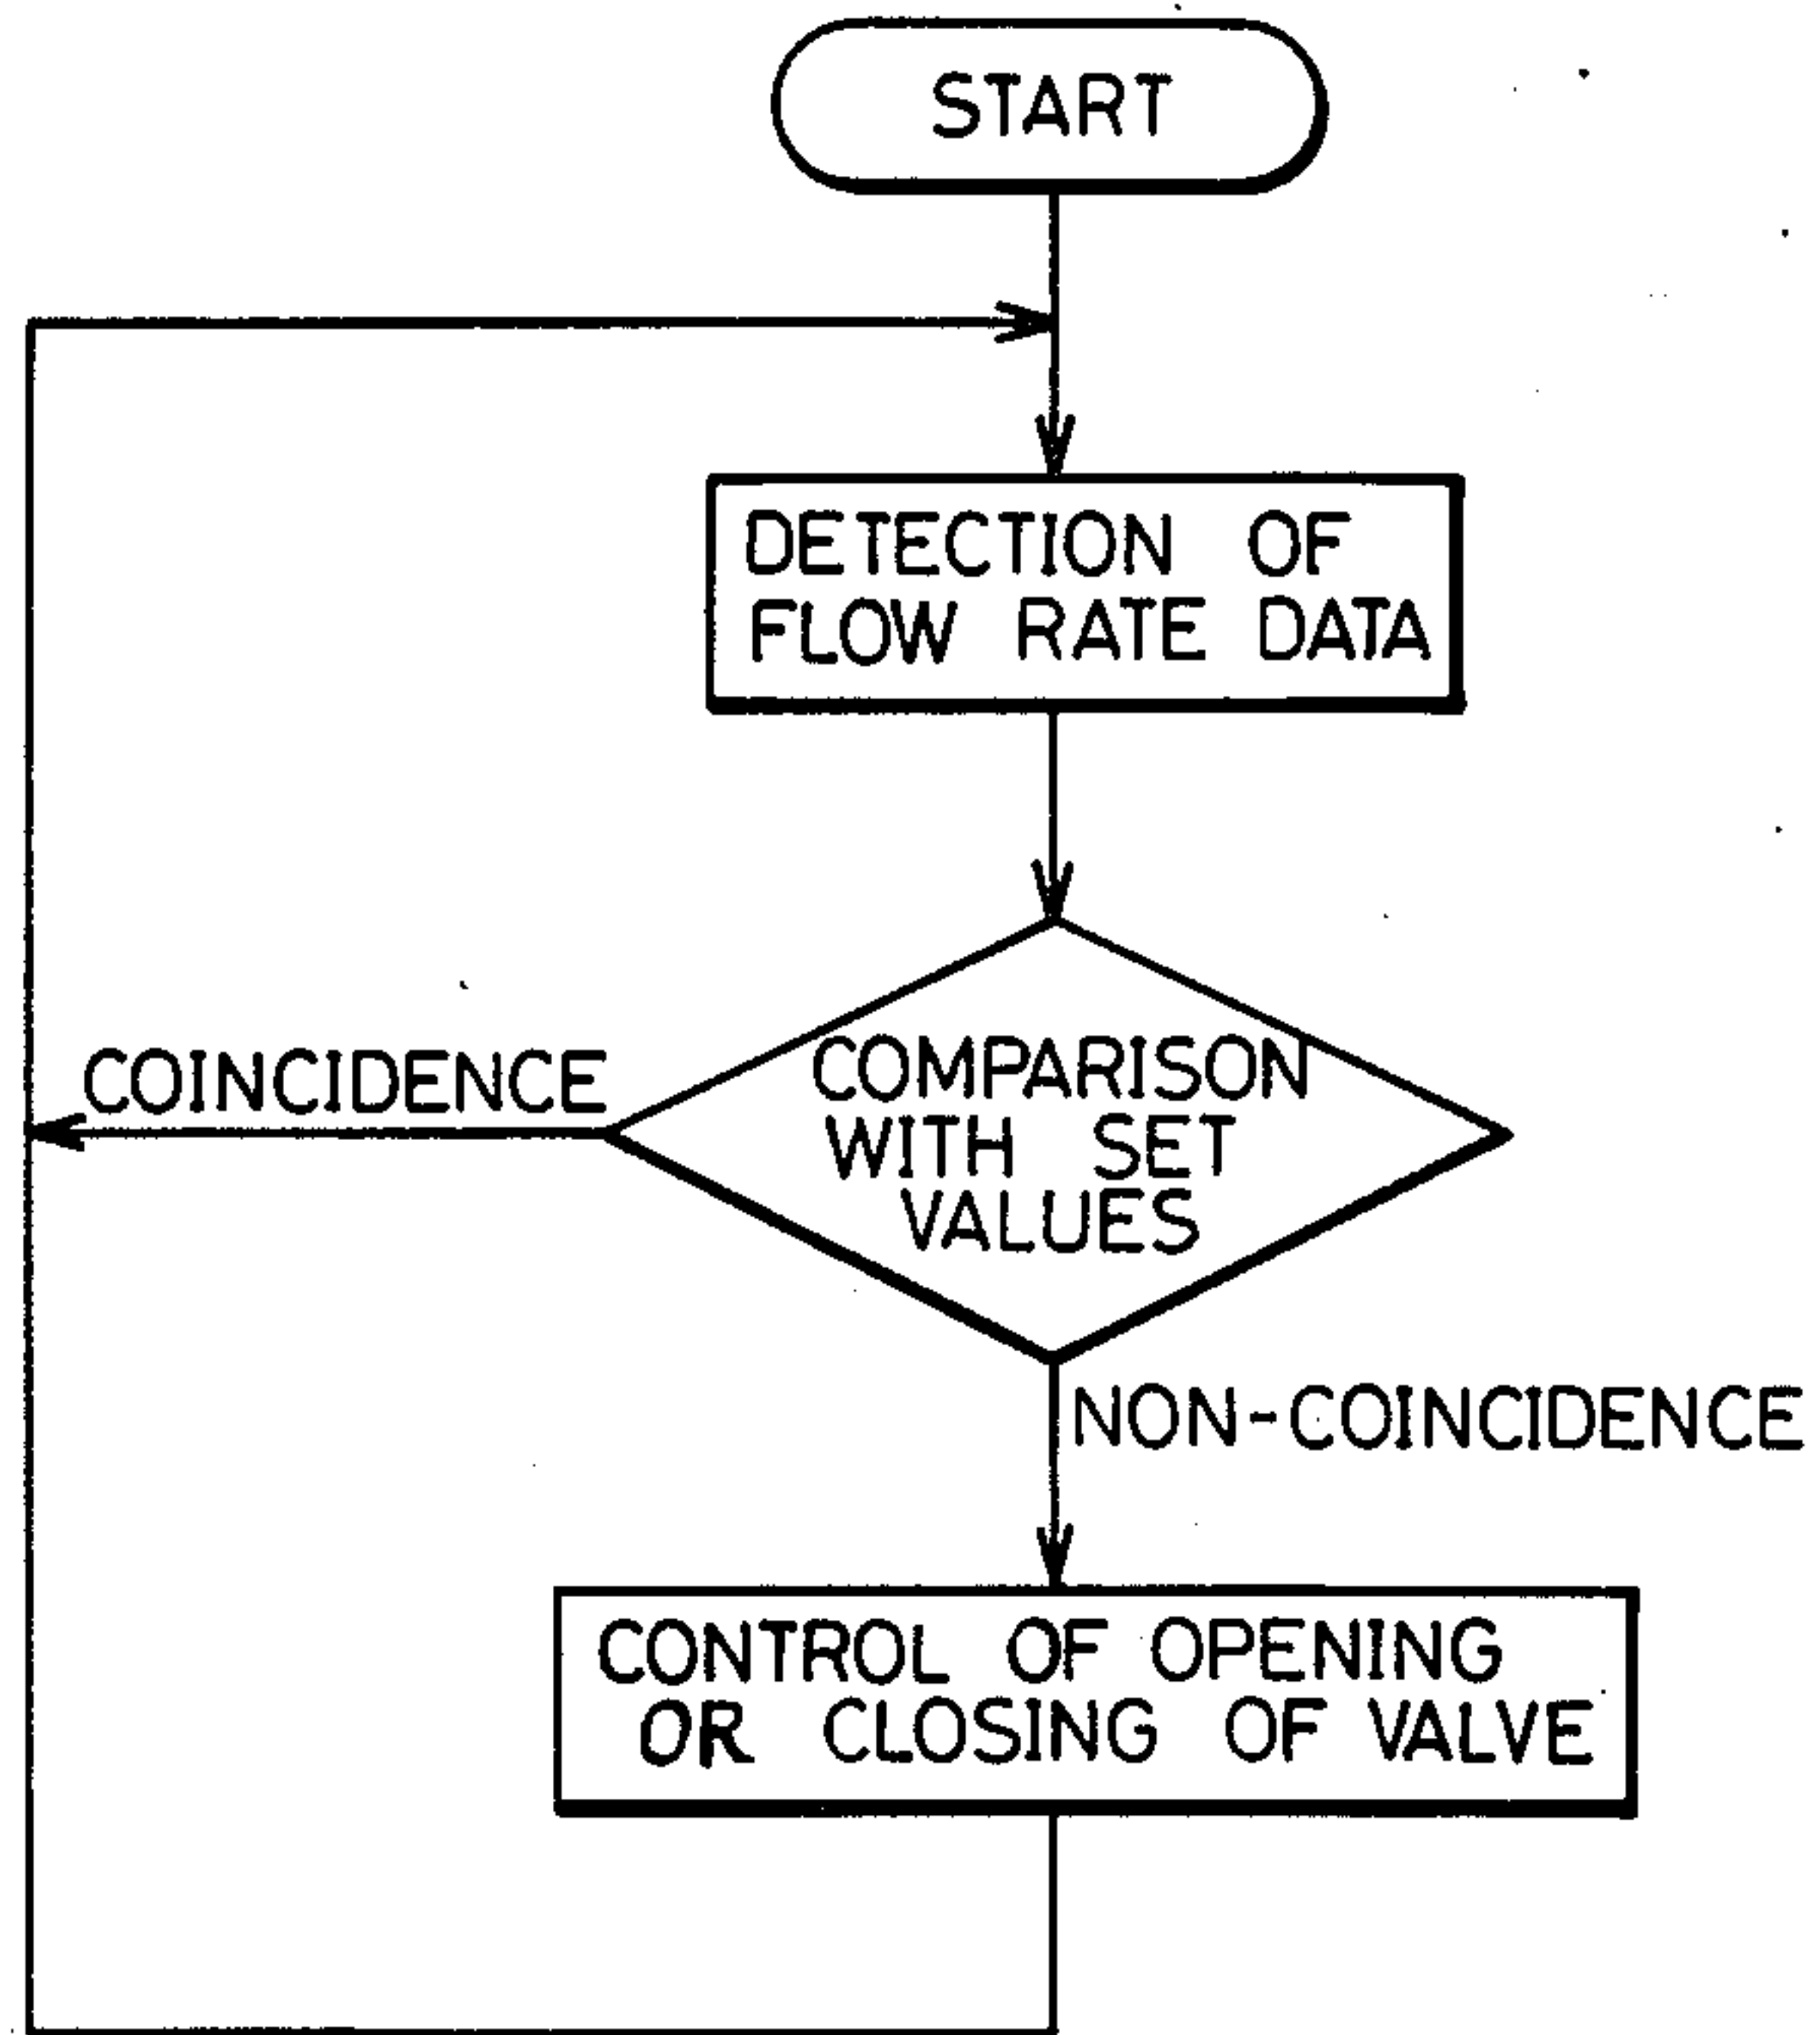 START
DETECTION OF
FLOW RATE DATA
COINCIDENCE
COMPARISON
WITH SET
VALUES
NON-COINCIDENCE
CONTROL OF OPENING
OR CLOSING OF VALVE